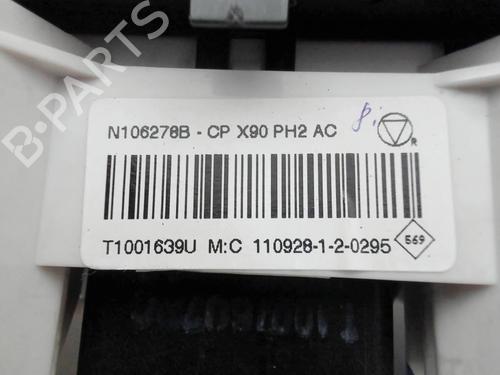 B-PARTS
N106278B - CP X90 PH2 AC
R
T1001639U M:C 110928-1-2-0295
569